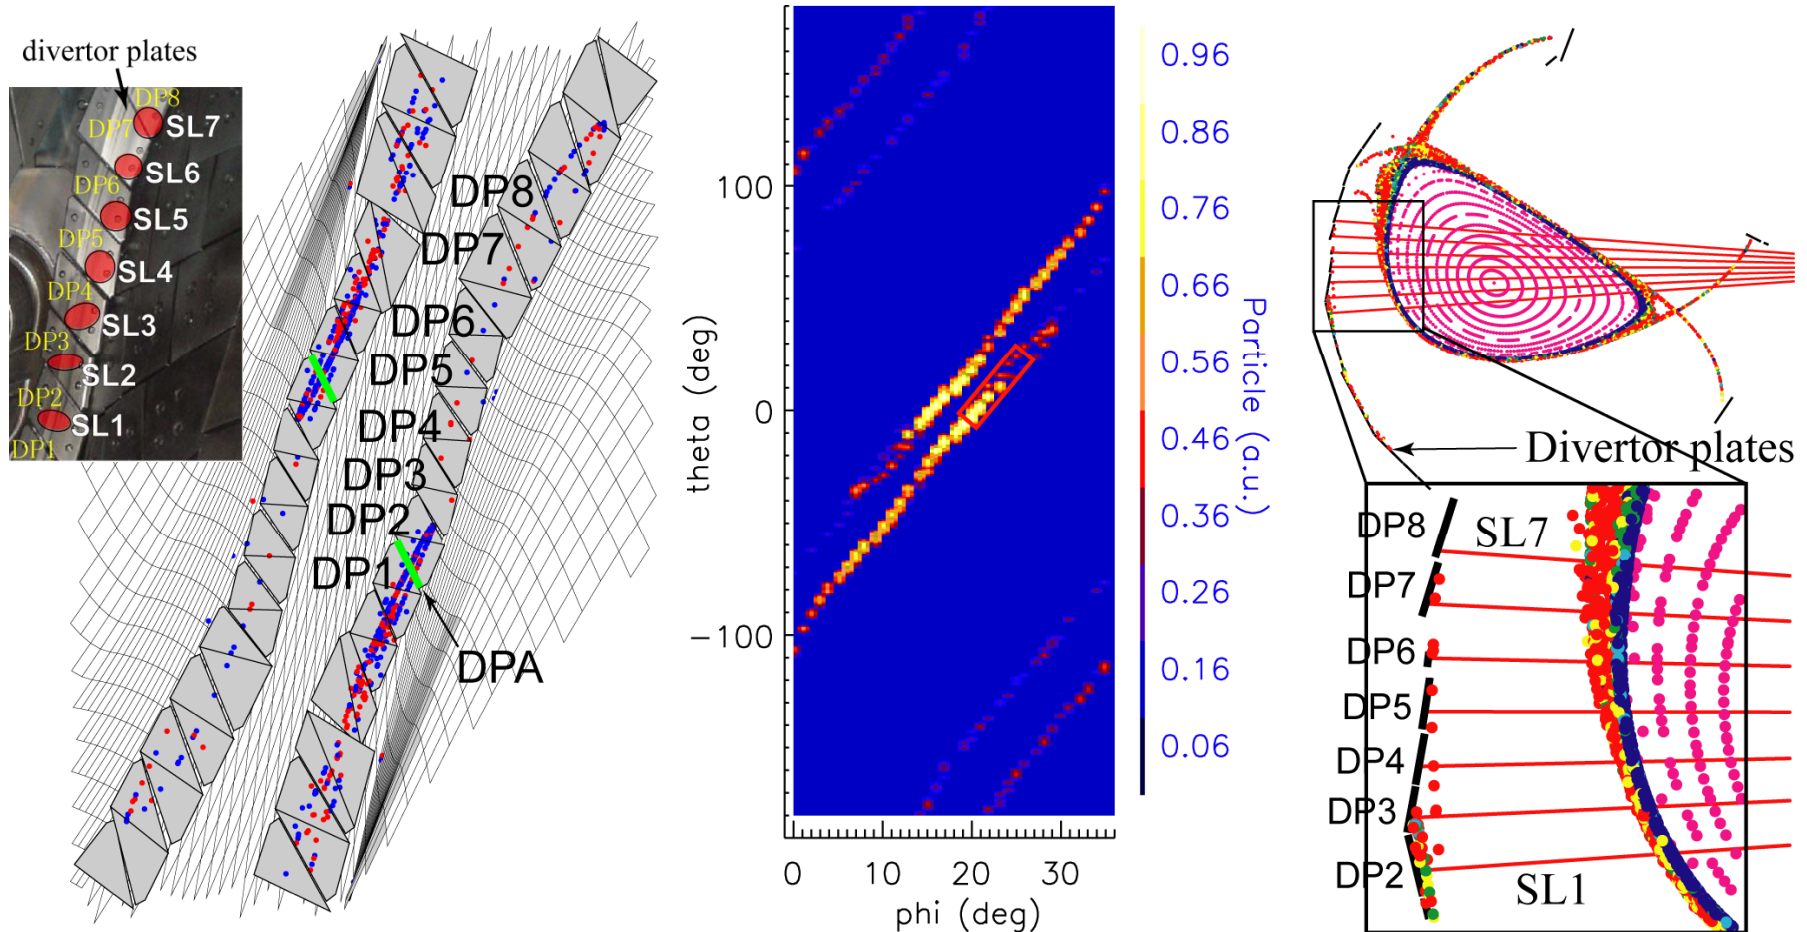 divertor plates
DP8
DP7
SL7
SL6
DP6
SL5
DP5
SL4
DP4
SL3
DP3
SL2
DP2
SL1
DP1
DP8
DP7
DP6
DP5
DP4
DP3
DP2
DP1
DPA
theta (deg)
100
0
-100
0 10 20 30
phi (deg)
0.96
0.86
0.76
0.66
0.56
0.46
0.36
0.26
0.16
0.06
Particle (a.u.)
Divertor plates
DP8
SL7
DP7
DP6
DP5
DP4
DP3
DP2
SL1